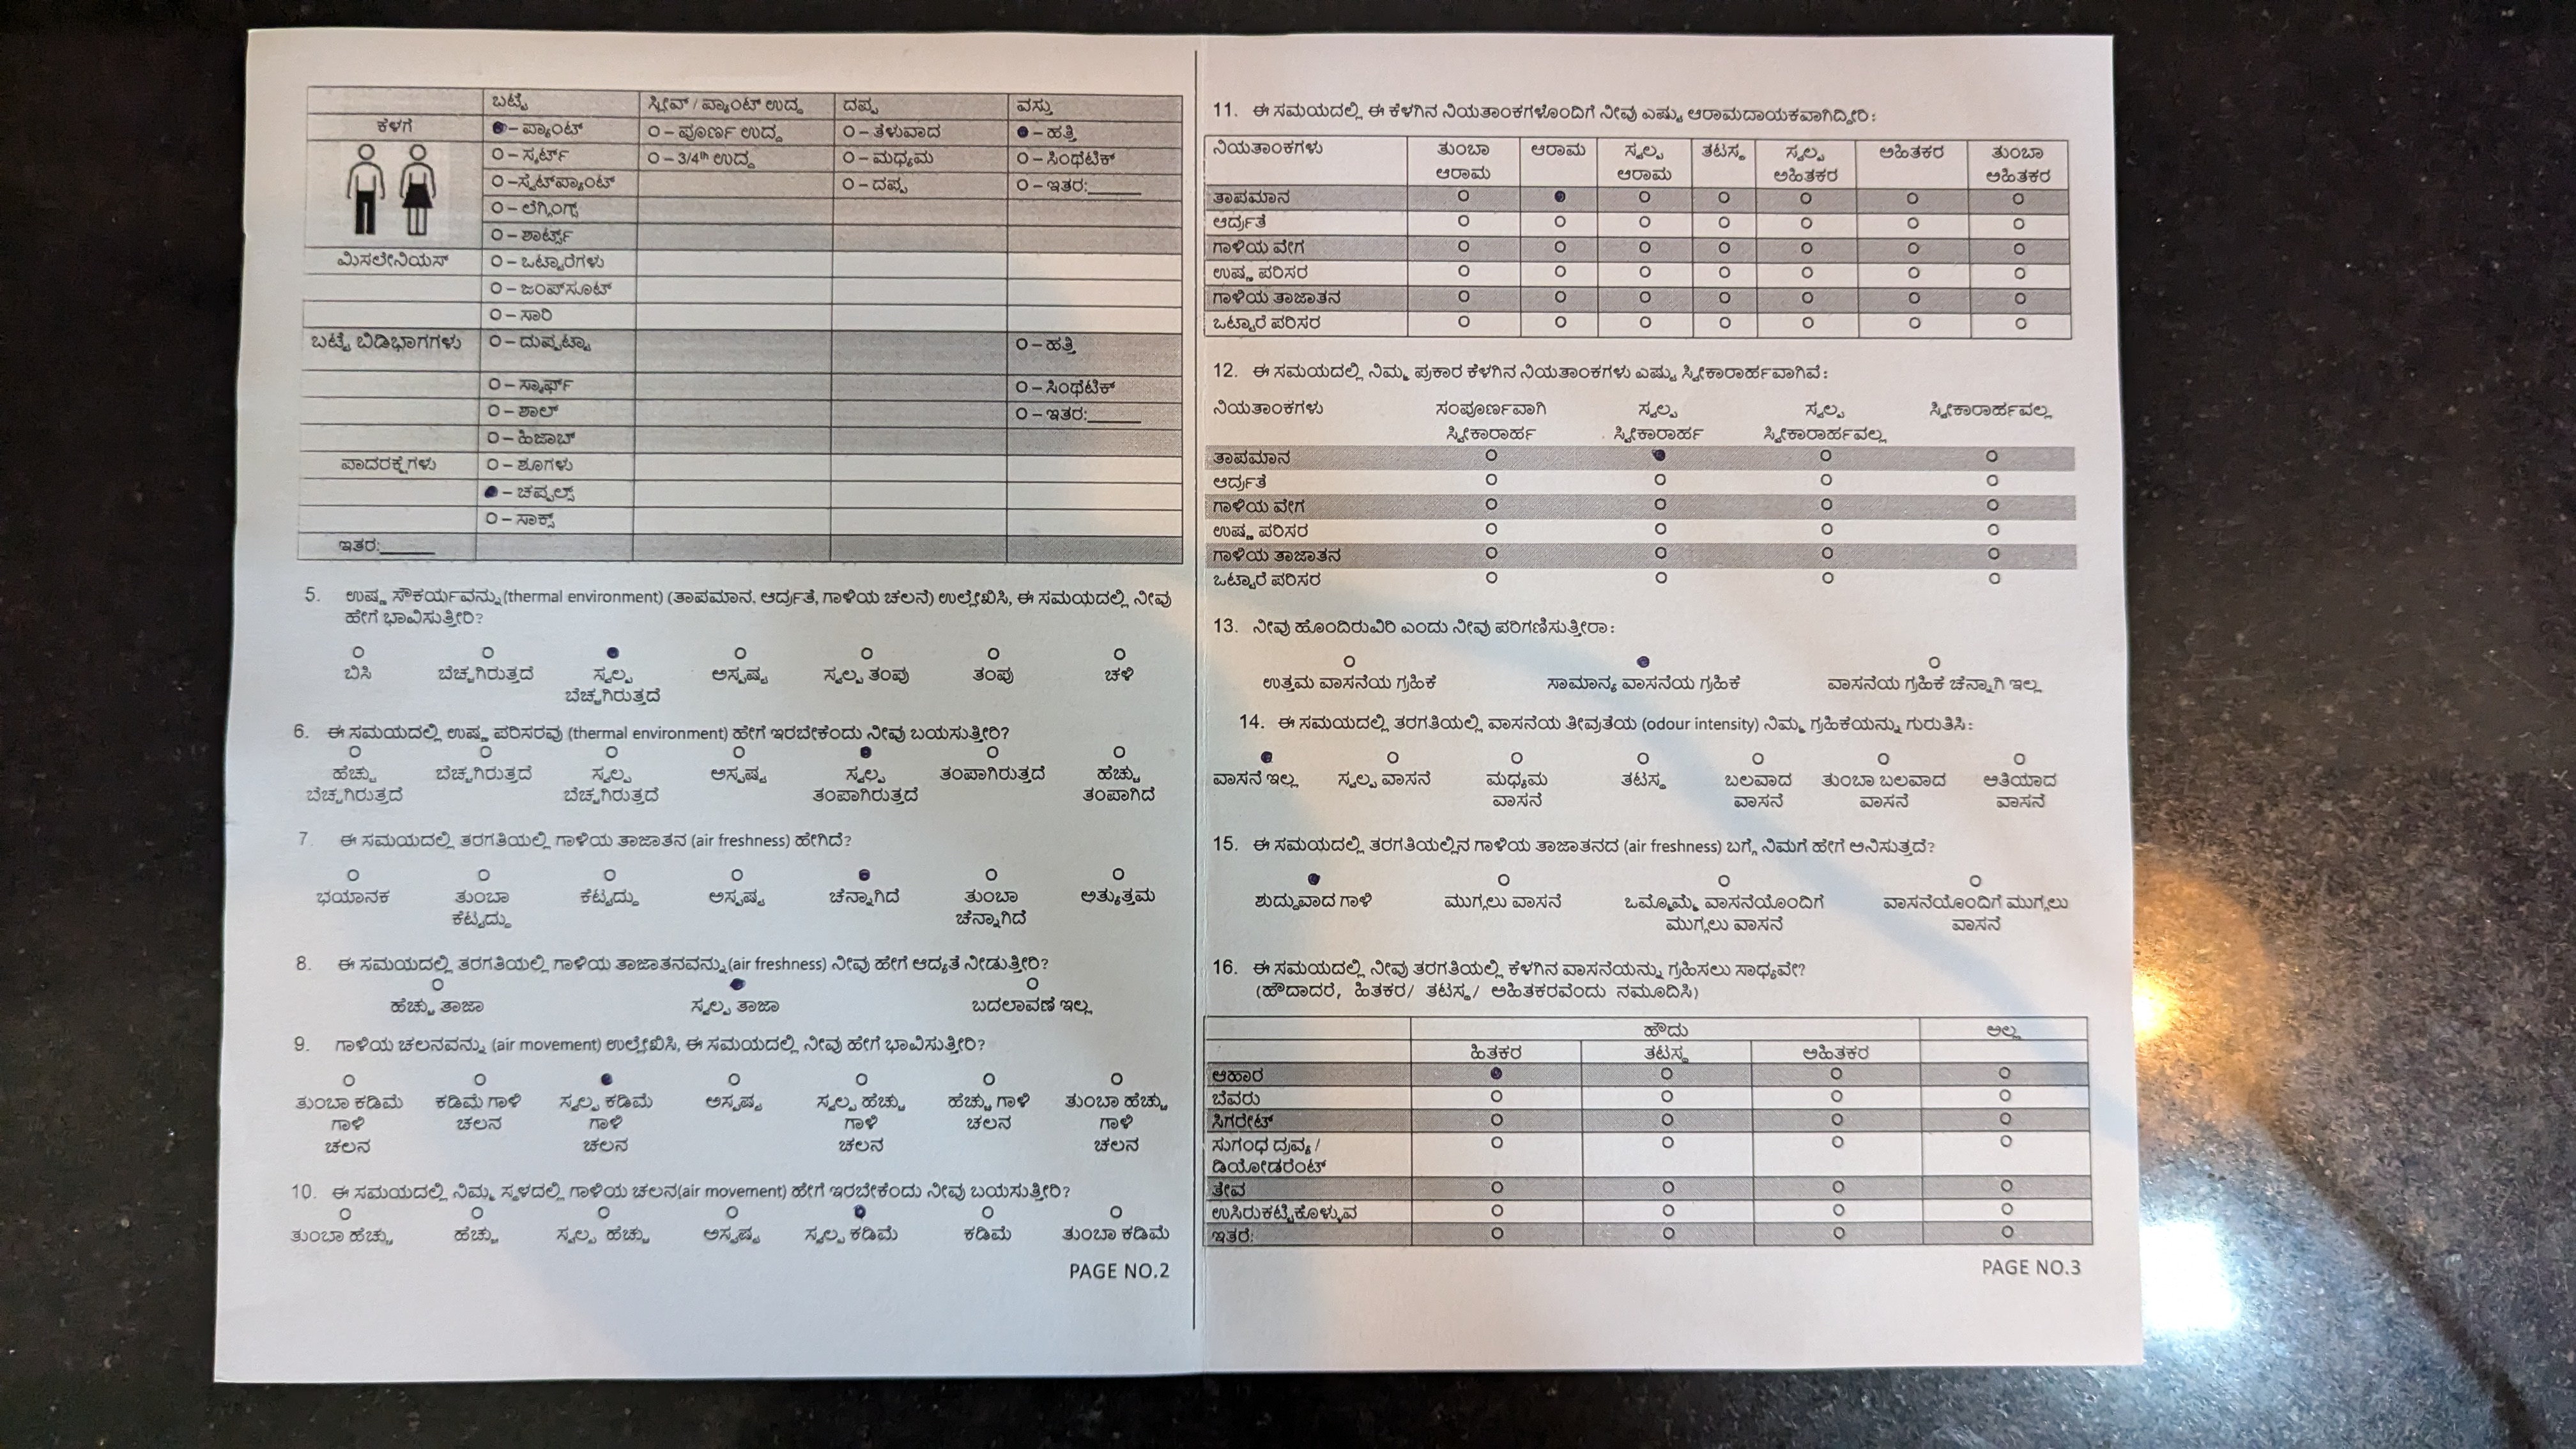 ಬಟ್ಟೆ ಸ್ಲೀವ್ / ಪ್ಯಾಂಟ್ ಉದ್ದ ದಪ್ಪ ವಸ್ತು
ಕೆಳಗೆ - ಪ್ಯಾಂಟ್ O – ಪೂರ್ಣ ಉದ್ದ O – ತೆಳುವಾದ - ಹತ್ತಿ
O – ಸ್ಕರ್ಟ್ O – 3/4th ಉದ್ದ O – ಮಧ್ಯಮ O – ಸಿಂಥೆಟಿಕ್
O –ಸ್ವೆಟ್‌ಪ್ಯಾಂಟ್ O – ದಪ್ಪ O – ಇತರ:______
O – ಲೆಗ್ಗಿಂಗ್ಸ್
O – ಶಾರ್ಟ್ಸ್
ಮಿಸಲೇನಿಯಸ್ O – ಒಟ್ಟಾರೆಗಳು
O – ಜಂಪ್‌ಸೂಟ್
O – ಸಾರಿ
ಬಟ್ಟೆ ಬಿಡಿಭಾಗಗಳು O – ದುಪ್ಪಟ್ಟಾ O – ಹತ್ತಿ
O – ಸ್ಕಾರ್ಫ್ O – ಸಿಂಥೆಟಿಕ್
O – ಶಾಲ್ O – ಇತರ:______
O – ಹಿಜಾಬ್
ಪಾದರಕ್ಷೆಗಳು O – ಶೂಗಳು
- ಚಪ್ಪಲ್ಸ್
O – ಸಾಕ್ಸ್
ಇತರ:______
5. ಉಷ್ಣ ಸೌಕರ್ಯವನ್ನು(thermal environment) (ತಾಪಮಾನ, ಆರ್ದ್ರತೆ, ಗಾಳಿಯ ಚಲನೆ) ಉಲ್ಲೇಖಿಸಿ, ಈ ಸಮಯದಲ್ಲಿ ನೀವು
ಹೇಗೆ ಭಾವಿಸುತ್ತೀರಿ?
ಬಿಸಿ ಬೆಚ್ಚಗಿರುತ್ತದೆ ಸ್ವಲ್ಪ ಅಸ್ಪಷ್ಟ ಸ್ವಲ್ಪ ತಂಪು ತಂಪು ಚಳಿ
ಬೆಚ್ಚಗಿರುತ್ತದೆ
6. ಈ ಸಮಯದಲ್ಲಿ ಉಷ್ಣ ಪರಿಸರವು (thermal environment) ಹೇಗೆ ಇರಬೇಕೆಂದು ನೀವು ಬಯಸುತ್ತೀರಿ?
ಹೆಚ್ಚು ಬೆಚ್ಚಗಿರುತ್ತದೆ ಸ್ವಲ್ಪ ಅಸ್ಪಷ್ಟ ಸ್ವಲ್ಪ ತಂಪಾಗಿರುತ್ತದೆ ಹೆಚ್ಚು
ಬೆಚ್ಚಗಿರುತ್ತದೆ ಬೆಚ್ಚಗಿರುತ್ತದೆ ತಂಪಾಗಿರುತ್ತದೆ ತಂಪಾಗಿದೆ
7. ಈ ಸಮಯದಲ್ಲಿ ತರಗತಿಯಲ್ಲಿ ಗಾಳಿಯ ತಾಜಾತನ (air freshness) ಹೇಗಿದೆ?
ಭಯಾನಕ ತುಂಬಾ ಕೆಟ್ಟದ್ದು ಅಸ್ಪಷ್ಟ ಚೆನ್ನಾಗಿದೆ ತುಂಬಾ ಅತ್ಯುತ್ತಮ
ಕೆಟ್ಟದ್ದು ಚೆನ್ನಾಗಿದೆ
8. ಈ ಸಮಯದಲ್ಲಿ ತರಗತಿಯಲ್ಲಿ ಗಾಳಿಯ ತಾಜಾತನವನ್ನು(air freshness) ನೀವು ಹೇಗೆ ಆದ್ಯತೆ ನೀಡುತ್ತೀರಿ?
ಹೆಚ್ಚು ತಾಜಾ ಸ್ವಲ್ಪ ತಾಜಾ ಬದಲಾವಣೆ ಇಲ್ಲ
9. ಗಾಳಿಯ ಚಲನವನ್ನು (air movement) ಉಲ್ಲೇಖಿಸಿ, ಈ ಸಮಯದಲ್ಲಿ ನೀವು ಹೇಗೆ ಭಾವಿಸುತ್ತೀರಿ?
ತುಂಬಾ ಕಡಿಮೆ ಕಡಿಮೆ ಗಾಳಿ ಸ್ವಲ್ಪ ಕಡಿಮೆ ಅಸ್ಪಷ್ಟ ಸ್ವಲ್ಪ ಹೆಚ್ಚು ಹೆಚ್ಚು ಗಾಳಿ ತುಂಬಾ ಹೆಚ್ಚು
ಗಾಳಿ ಚಲನ ಗಾಳಿ ಗಾಳಿ ಚಲನ ಗಾಳಿ
ಚಲನ ಚಲನ ಚಲನ ಚಲನ
10. ಈ ಸಮಯದಲ್ಲಿ ನಿಮ್ಮ ಸ್ಥಳದಲ್ಲಿ ಗಾಳಿಯ ಚಲನ(air movement) ಹೇಗೆ ಇರಬೇಕೆಂದು ನೀವು ಬಯಸುತ್ತೀರಿ?
ತುಂಬಾ ಹೆಚ್ಚು ಹೆಚ್ಚು ಸ್ವಲ್ಪ ಹೆಚ್ಚು ಅಸ್ಪಷ್ಟ ಸ್ವಲ್ಪ ಕಡಿಮೆ ಕಡಿಮೆ ತುಂಬಾ ಕಡಿಮೆ
PAGE NO.2
11. ಈ ಸಮಯದಲ್ಲಿ ಈ ಕೆಳಗಿನ ನಿಯತಾಂಕಗಳೊಂದಿಗೆ ನೀವು ಎಷ್ಟು ಆರಾಮದಾಯಕವಾಗಿದ್ದೀರಿ:
ನಿಯತಾಂಕಗಳು ತುಂಬಾ ಆರಾಮ ಸ್ವಲ್ಪ ತಟಸ್ಥ ಸ್ವಲ್ಪ ಅಹಿತಕರ ತುಂಬಾ
ಆರಾಮ ಆರಾಮ ಅಹಿತಕರ ಅಹಿತಕರ
ತಾಪಮಾನ
ಆರ್ದ್ರತೆ
ಗಾಳಿಯ ವೇಗ
ಉಷ್ಣ ಪರಿಸರ
ಗಾಳಿಯ ತಾಜಾತನ
ಒಟ್ಟಾರೆ ಪರಿಸರ
12. ಈ ಸಮಯದಲ್ಲಿ ನಿಮ್ಮ ಪ್ರಕಾರ ಕೆಳಗಿನ ನಿಯತಾಂಕಗಳು ಎಷ್ಟು ಸ್ವೀಕಾರಾರ್ಹವಾಗಿವೆ:
ನಿಯತಾಂಕಗಳು ಸಂಪೂರ್ಣವಾಗಿ ಸ್ವಲ್ಪ ಸ್ವಲ್ಪ ಸ್ವೀಕಾರಾರ್ಹವಲ್ಲ
ಸ್ವೀಕಾರಾರ್ಹ ಸ್ವೀಕಾರಾರ್ಹ ಸ್ವೀಕಾರಾರ್ಹವಲ್ಲ
ತಾಪಮಾನ
ಆರ್ದ್ರತೆ
ಗಾಳಿಯ ವೇಗ
ಉಷ್ಣ ಪರಿಸರ
ಗಾಳಿಯ ತಾಜಾತನ
ಒಟ್ಟಾರೆ ಪರಿಸರ
13. ನೀವು ಹೊಂದಿರುವಿರಿ ಎಂದು ನೀವು ಪರಿಗಣಿಸುತ್ತೀರಾ:
ಉತ್ತಮ ವಾಸನೆಯ ಗ್ರಹಿಕೆ ಸಾಮಾನ್ಯ ವಾಸನೆಯ ಗ್ರಹಿಕೆ ವಾಸನೆಯ ಗ್ರಹಿಕೆ ಚೆನ್ನಾಗಿ ಇಲ್ಲ
14. ಈ ಸಮಯದಲ್ಲಿ ತರಗತಿಯಲ್ಲಿ ವಾಸನೆಯ ತೀವ್ರತೆಯ (odour intensity) ನಿಮ್ಮ ಗ್ರಹಿಕೆಯನ್ನು ಗುರುತಿಸಿ:
ವಾಸನೆ ಇಲ್ಲ ಸ್ವಲ್ಪ ವಾಸನೆ ಮಧ್ಯಮ ತಟಸ್ಥ ಬಲವಾದ ತುಂಬಾ ಬಲವಾದ ಅತಿಯಾದ
ವಾಸನೆ ವಾಸನೆ ವಾಸನೆ ವಾಸನೆ
15. ಈ ಸಮಯದಲ್ಲಿ ತರಗತಿಯಲ್ಲಿನ ಗಾಳಿಯ ತಾಜಾತನದ (air freshness) ಬಗ್ಗೆ ನಿಮಗೆ ಹೇಗೆ ಅನಿಸುತ್ತದೆ?
ಶುದ್ಧುವಾದ ಗಾಳಿ ಮುಗ್ಗಲು ವಾಸನೆ ಒಮ್ಮೊಮ್ಮೆ ವಾಸನೆಯೊಂದಿಗೆ ವಾಸನೆಯೊಂದಿಗೆ ಮುಗ್ಗಲು
ಮುಗ್ಗಲು ವಾಸನೆ ವಾಸನೆ
16. ಈ ಸಮಯದಲ್ಲಿ ನೀವು ತರಗತಿಯಲ್ಲಿ ಕೆಳಗಿನ ವಾಸನೆಯನ್ನು ಗ್ರಹಿಸಲು ಸಾಧ್ಯವೇ?
(ಹೌದಾದರೆ, ಹಿತಕರ/ ತಟಸ್ಥ/ ಅಹಿತಕರವೆಂದು ನಮೂದಿಸಿ)
ಹೌದು ಅಲ್ಲ
ಹಿತಕರ ತಟಸ್ಥ ಅಹಿತಕರ
ಆಹಾರ
ಬೆವರು
ಸಿಗರೇಟ್
ಸುಗಂಧ ದ್ರವ್ಯ /
ಡಿಯೋಡರೆಂಟ್
ತೇವ
ಉಸಿರುಕಟ್ಟಿಕೊಳ್ಳುವ
ಇತರೆ:
PAGE NO.3